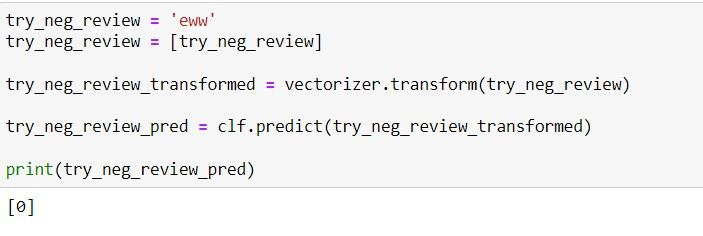 try_neg_review = 'eww'
try_neg_review = [try_neg_review]
try_neg_review_transformed = vectorizer.transform(try_neg_review)
try_neg_review_pred = clf.predict(try_neg_review_transformed)
print(try_neg_review_pred)
[0]